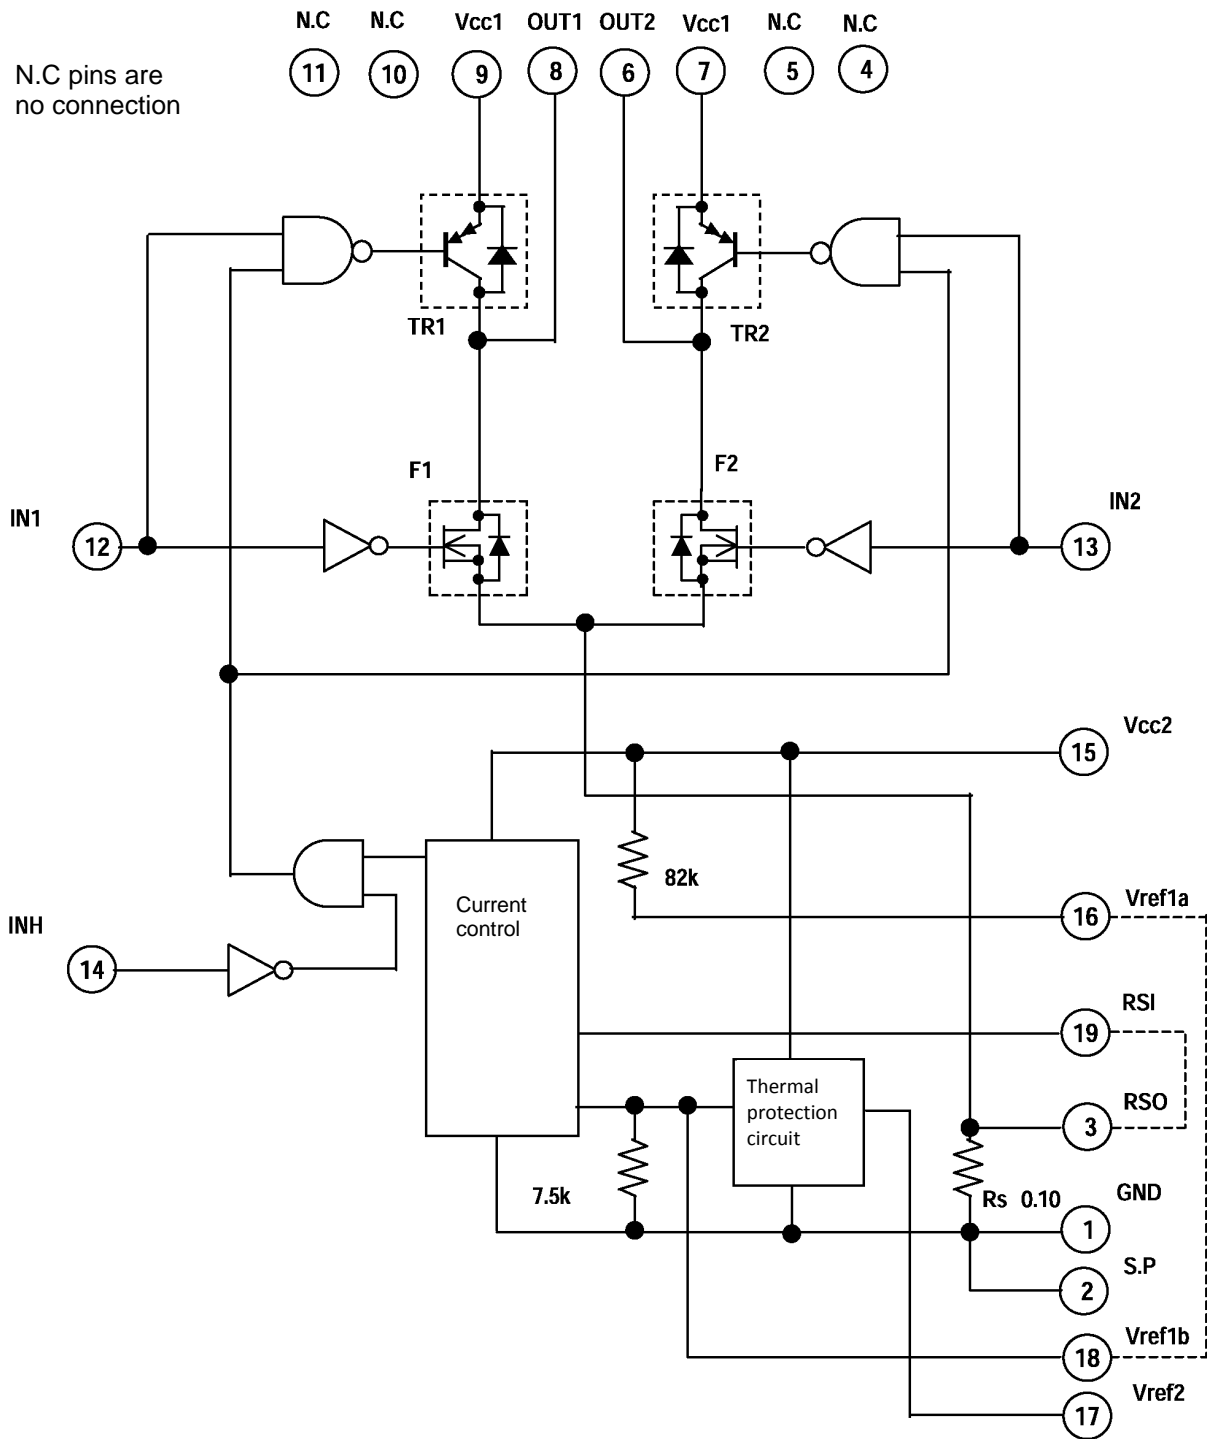 N.C N.C Vcc1 OUT1 OUT2 Vcc1 N.C N.C
11 10 9 8 6 7 5 4
N.C pins are
no connection
TR1 TR2
F1 F2
IN1 IN2
12 13
Vcc2
15
82k
Vref1a
16
Current
control
INH
14
RSI
19
Thermal
protection
circuit
RSO
3
7.5k
Rs 0.10
GND
1
S.P
2
Vref1b
18
Vref2
17